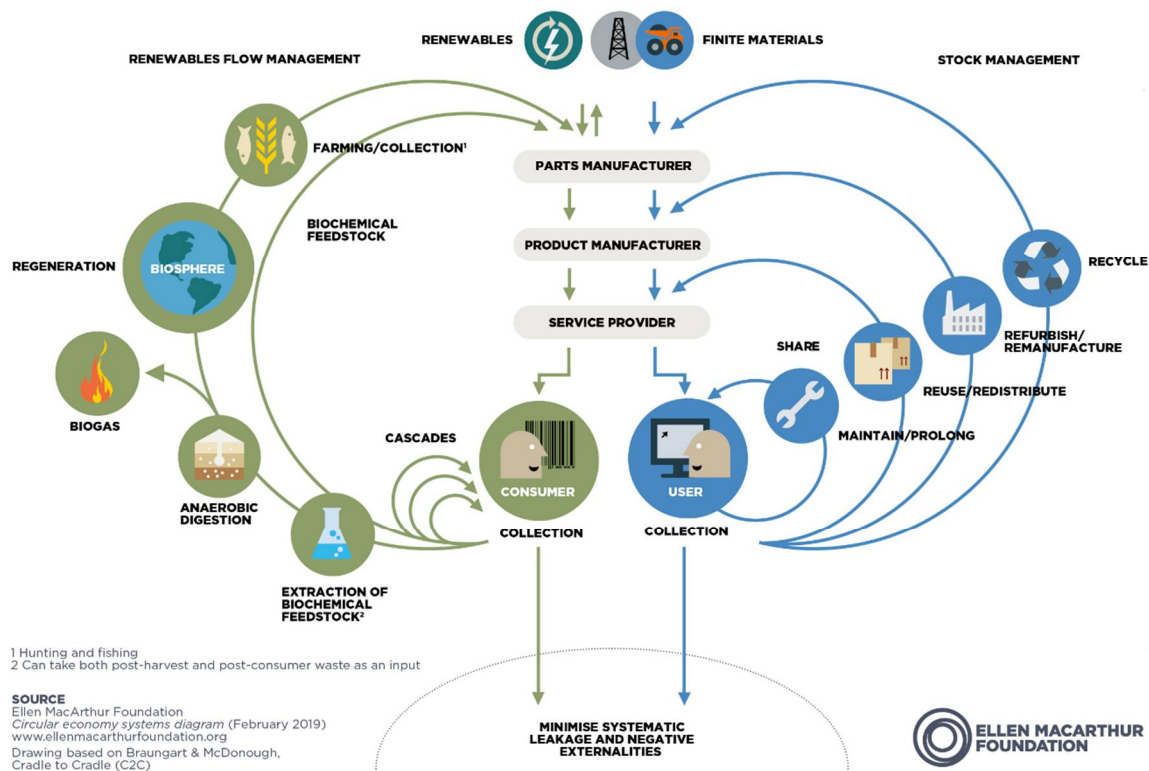 RENEWABLES
FINITE MATERIALS
RENEWABLES FLOW MANAGEMENT
STOCK MANAGEMENT
FARMING/COLLECTION¹
PARTS MANUFACTURER
BIOCHEMICAL
FEEDSTOCK
PRODUCT MANUFACTURER
REGENERATION
BIOSPHERE
RECYCLE
SERVICE PROVIDER
SHARE
REFURBISH/
REMANUFACTURE
REUSE/REDISTRIBUTE
BIOGAS
CASCADES
MAINTAIN/PROLONG
CONSUMER
USER
ANAEROBIC
DIGESTION
COLLECTION
COLLECTION
EXTRACTION OF
BIOCHEMICAL
FEEDSTOCK²
1 Hunting and fishing
2 Can take both post-harvest and post-consumer waste as an input
SOURCE
Ellen MacArthur Foundation
Circular economy systems diagram (February 2019)
www.ellenmacarthurfoundation.org
Drawing based on Braungart & McDonough,
Cradle to Cradle (C2C)
MINIMISE SYSTEMATIC
LEAKAGE AND NEGATIVE
EXTERNALITIES
ELLEN MACARTHUR
FOUNDATION